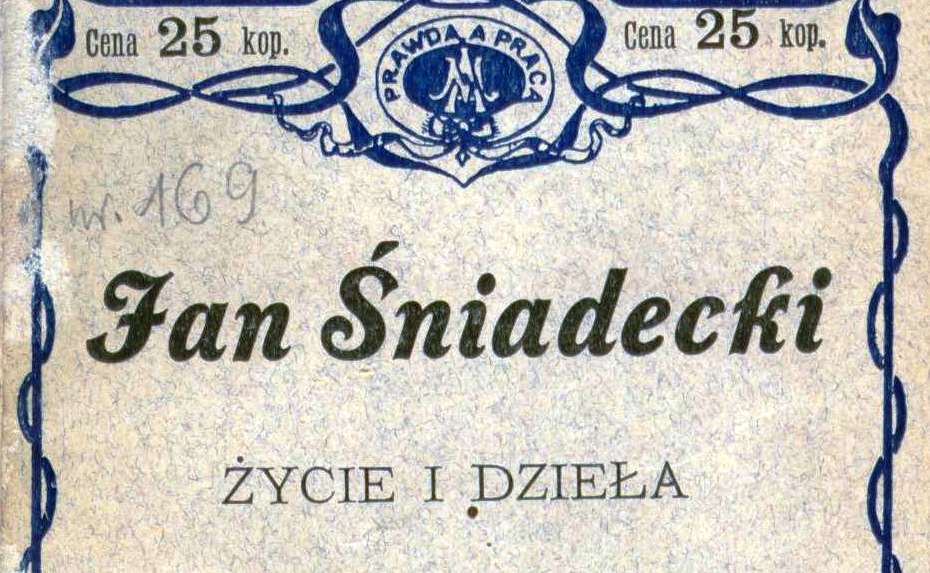 Cena 25 kop.
Cena 25 kop.
PRAWDA A PRACA
M
nr. 169
Jan Śniadecki
ŻYCIE I DZIEŁA